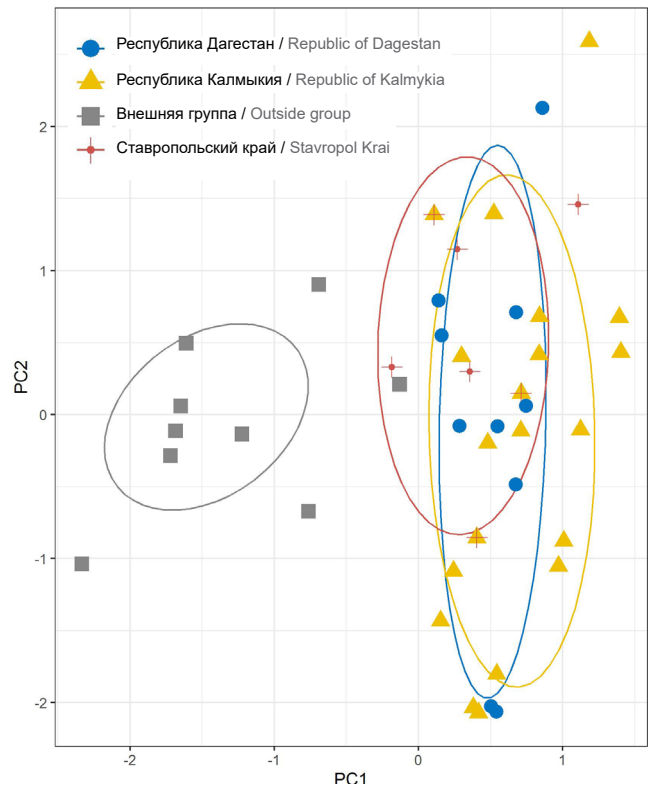 Республика Дагестан / Republic of Dagestan
Республика Калмыкия / Republic of Kalmykia
Внешняя группа / Outside group
Ставропольский край / Stavropol Krai
2
1
0
-1
-2
PC2
-2
-1
0
1
PC1